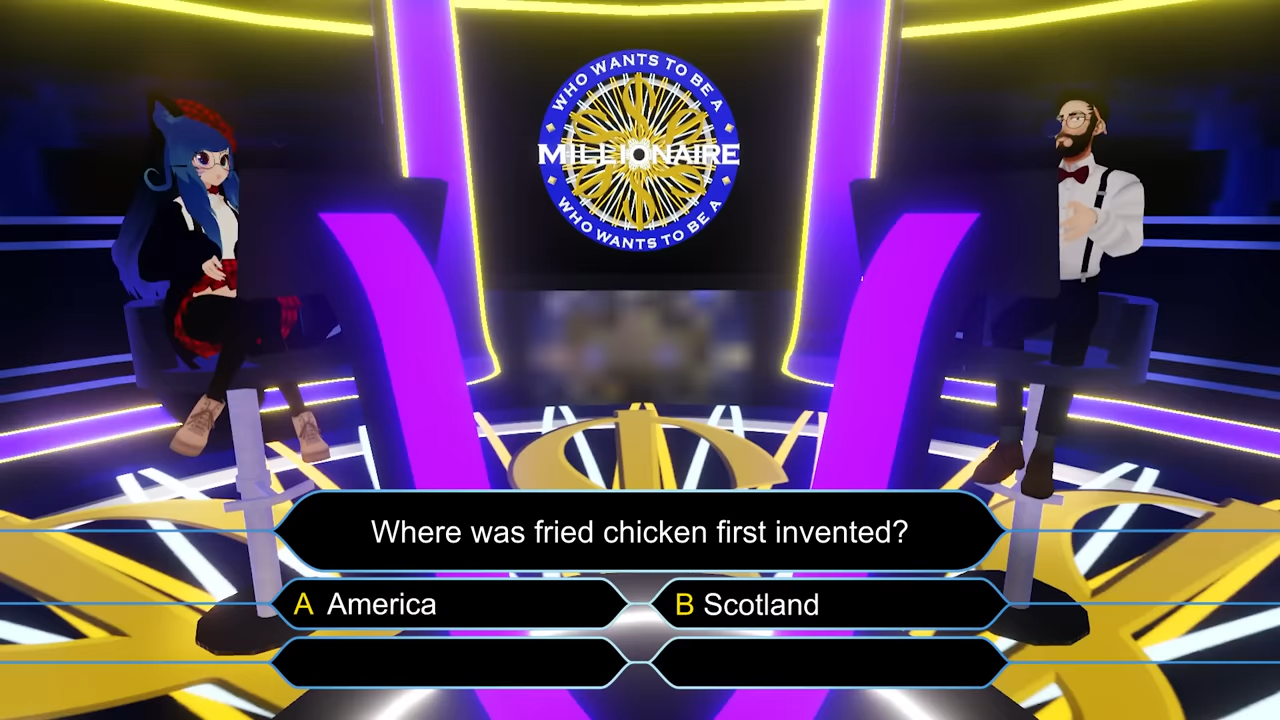 WHO WANTS TO BE A
MILLIONAIRE
WHO WANTS TO BE A
Where was fried chicken first invented?
A America
B Scotland